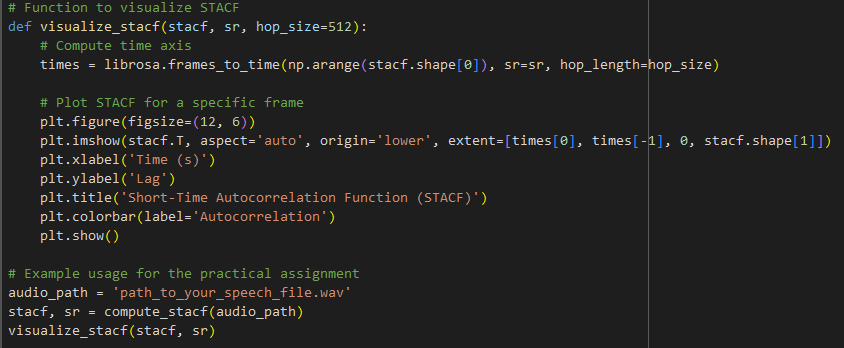 # Function to visualize STACF
def visualize_stacf(stacf, sr, hop_size=512):
    # Compute time axis
    times = librosa.frames_to_time(np.arange(stacf.shape[0]), sr=sr, hop_length=hop_size)

    # Plot STACF for a specific frame
    plt.figure(figsize=(12, 6))
    plt.imshow(stacf.T, aspect='auto', origin='lower', extent=[times[0], times[-1], 0, stacf.shape[1]])
    plt.xlabel('Time (s)')
    plt.ylabel('Lag')
    plt.title('Short-Time Autocorrelation Function (STACF)')
    plt.colorbar(label='Autocorrelation')
    plt.show()

# Example usage for the practical assignment
audio_path = 'path_to_your_speech_file.wav'
stacf, sr = compute_stacf(audio_path)
visualize_stacf(stacf, sr)